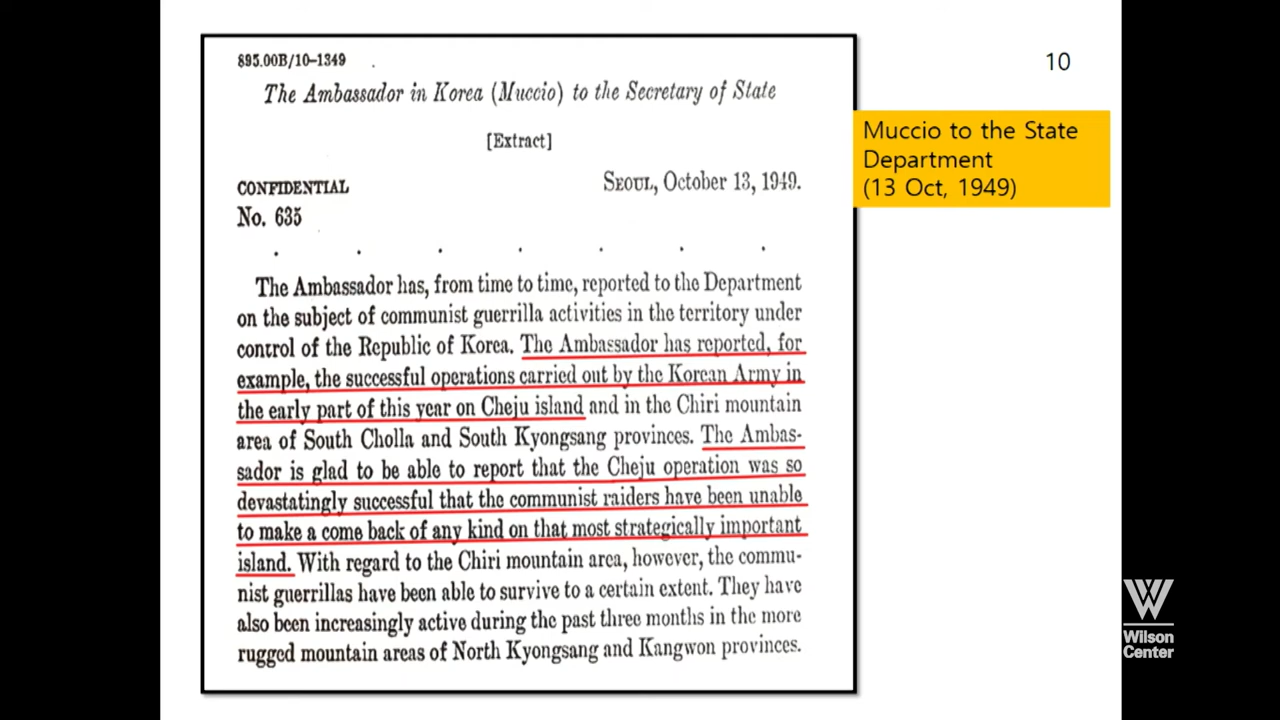 895.00B/10-1349
The Ambassador in Korea (Muccio) to the Secretary of State
[Extract]
CONFIDENTIAL
SEOUL, October 13, 1949.
No. 635
. . . . . . .
The Ambassador has, from time to time, reported to the Department
on the subject of communist guerrilla activities in the territory under
control of the Republic of Korea. The Ambassador has reported, for
example, the successful operations carried out by the Korean Army in
the early part of this year on Cheju island and in the Chiri mountain
area of South Cholla and South Kyongsang provinces. The Ambas-
sador is glad to be able to report that the Cheju operation was so
devastatingly successful that the communist raiders have been unable
to make a come back of any kind on that most strategically important
island. With regard to the Chiri mountain area, however, the commu-
nist guerrillas have been able to survive to a certain extent. They have
also been increasingly active during the past three months in the more
rugged mountain areas of North Kyongsang and Kangwon provinces.
10
Muccio to the State
Department
(13 Oct, 1949)
Wilson
Center